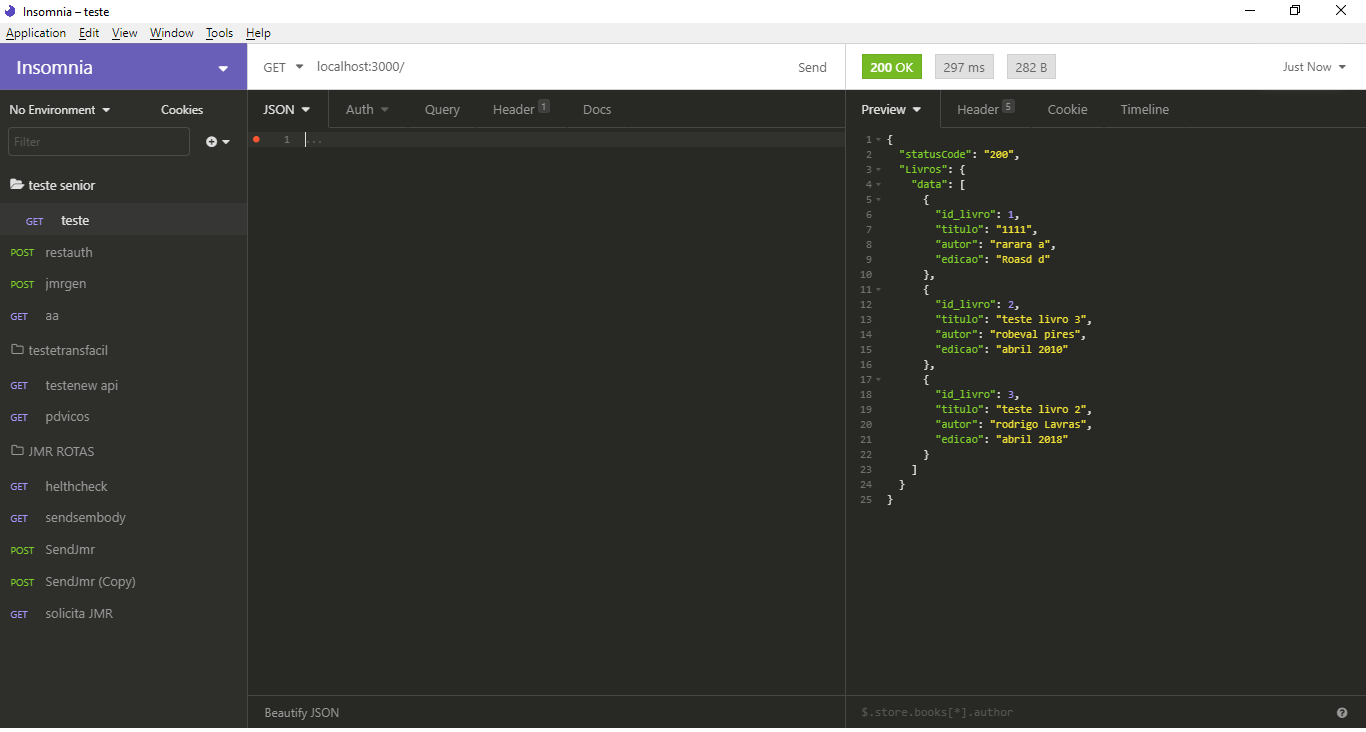 Insomnia – teste
Application Edit View Window Tools Help
Insomnia
GET localhost:3000/ Send
200 OK 297 ms 282 B Just Now
No Environment Cookies
Filter
teste senior
GET teste
POST restauth
POST jmrgen
GET aa
testetransfacil
GET testenew api
GET pdvicos
JMR ROTAS
GET helthcheck
GET sendsembody
POST SendJmr
POST SendJmr (Copy)
GET solicita JMR
JSON Auth Query Header 1 Docs
1 ...
Beautify JSON
Preview Header 5 Cookie Timeline
1 {
2 "statusCode": "200",
3 "Livros": {
4 "data": [
5 {
6 "id_livro": 1,
7 "titulo": "1111",
8 "autor": "rarara a",
9 "edicao": "Roasd d"
10 },
11 {
12 "id_livro": 2,
13 "titulo": "teste livro 3",
14 "autor": "robeval pires",
15 "edicao": "abril 2010"
16 },
17 {
18 "id_livro": 3,
19 "titulo": "teste livro 2",
20 "autor": "rodrigo Lavras",
21 "edicao": "abril 2018"
22 }
23 ]
24 }
25 }
$.store.books[*].author